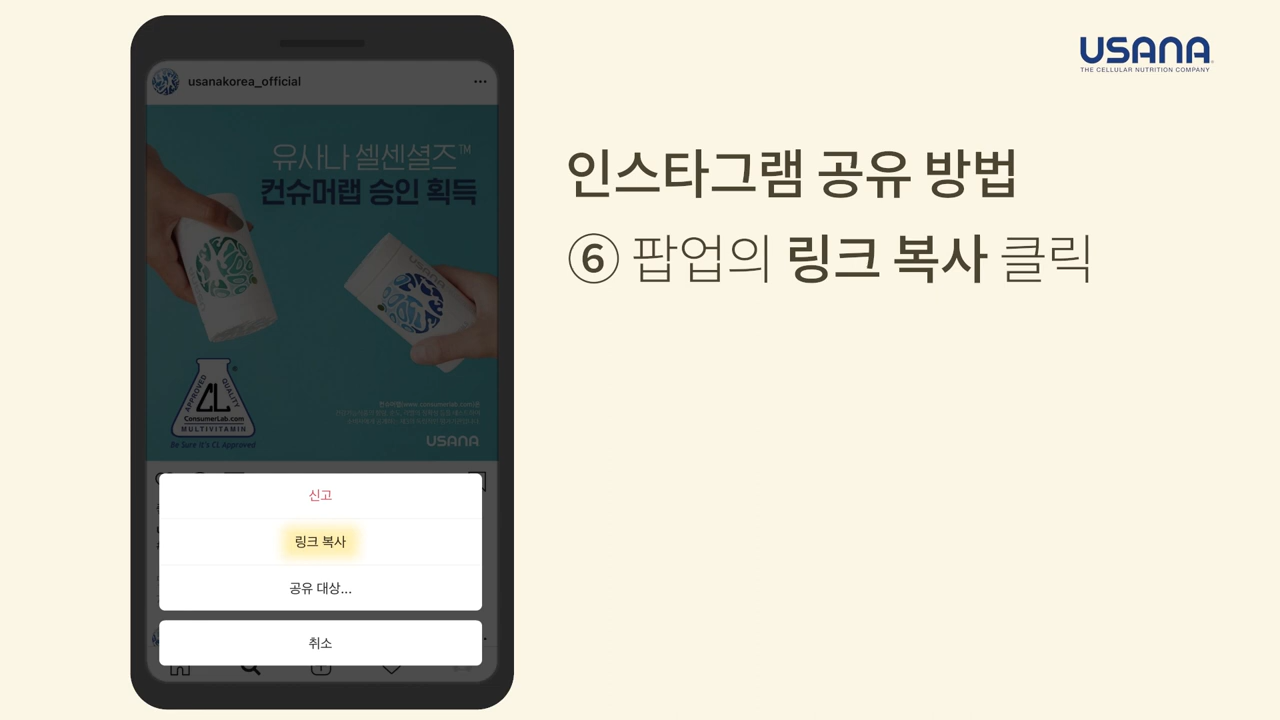 usanakorea_official
유사나 셀센셜즈™
컨슈머랩 승인 획득
USANA
APPROVED QUALITY
CL
ConsumerLab.com
MULTIVITAMIN
Be Sure It's CL Approved
USANA
신고
링크 복사
공유 대상...
취소
USANA
THE CELLULAR NUTRITION COMPANY
인스타그램 공유 방법
⑥ 팝업의 링크 복사 클릭